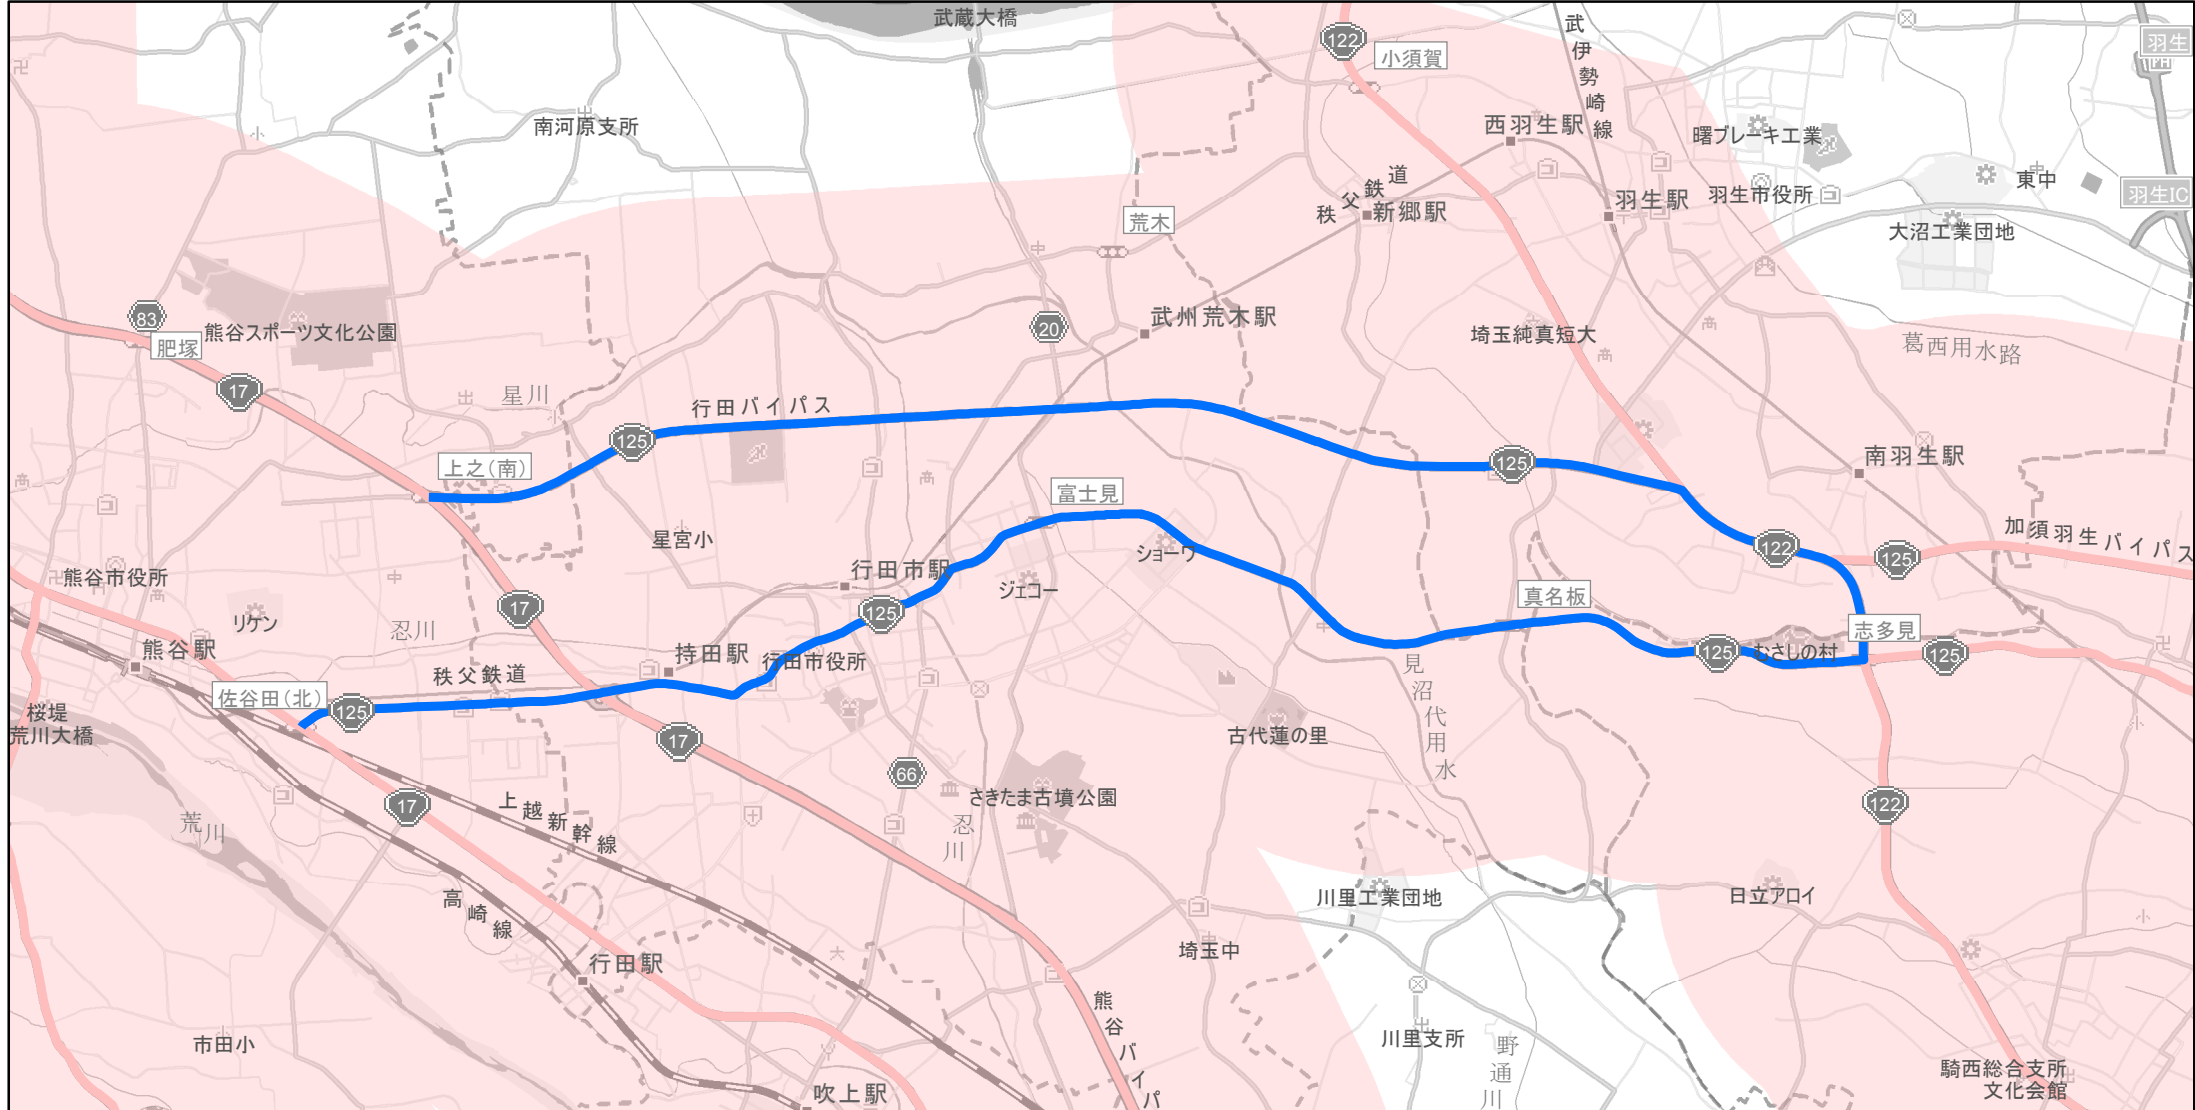 武蔵大橋
122
小須賀
武伊勢崎線
羽生
PA
南河原支所
西羽生駅
曙ブレーキ工業
東中
羽生IC
秩父鉄道
新郷駅
羽生駅
羽生市役所
大沼工業団地
荒木
83
熊谷スポーツ文化公園
肥塚
20
武州荒木駅
埼玉純真短大
葛西用水路
17
星川
行田バイパス
125
上之(南)
125
南羽生駅
富士見
星宮小
ショーワ
122
125
加須羽生バイパス
熊谷市役所
行田市駅
ジェコー
真名板
リケン
忍川
17
125
志多見
熊谷駅
秩父鉄道
持田駅
行田市役所
125
むさしの村
125
佐谷田(北)
125
見沼代用水
桜堤
荒川大橋
17
古代蓮の里
66
さきたま古墳公園
17
上越新幹線
122
荒川
忍川
高崎線
川里工業団地
日立アロイ
埼玉中
行田駅
熊谷バイパ
市田小
川里支所
野通川
騎西総合支所
文化会館
吹上駅